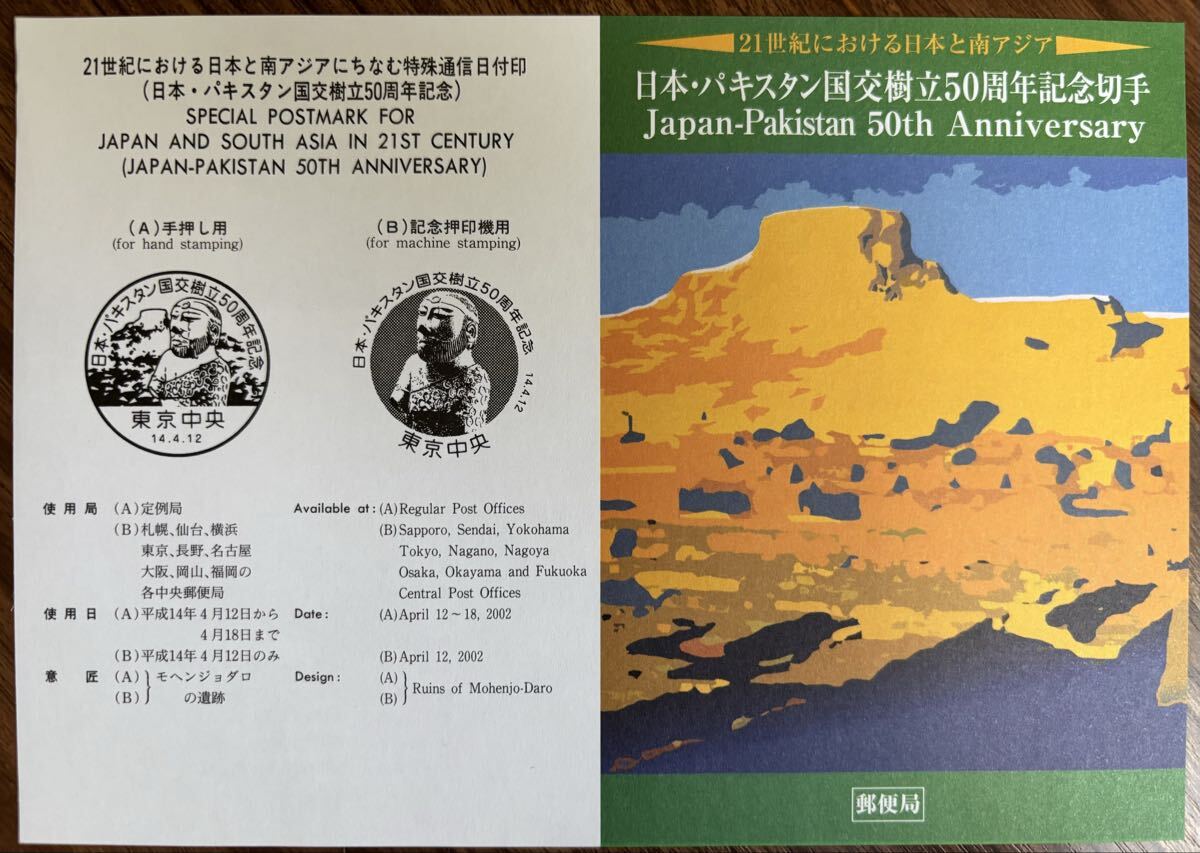 21世紀における日本と南アジアにちなむ特殊通信日付印
(日本・パキスタン国交樹立50周年記念)
SPECIAL POSTMARK FOR
JAPAN AND SOUTH ASIA IN 21ST CENTURY
(JAPAN-PAKISTAN 50TH ANNIVERSARY)
(A)手押し用
(for hand stamping)
日本・パキスタン国交樹立50周年記念
東京中央
14.4.12
(B)記念押印機用
(for machine stamping)
日本・パキスタン国交樹立50周年記念
14.4.12
東京中央
使用局 (A)定例局
(B)札幌、仙台、横浜
東京、長野、名古屋
大阪、岡山、福岡の
各中央郵便局
使用日 (A)平成14年4月12日から
4月18日まで
(B)平成14年4月12日のみ
意匠 (A) モヘンジョダロ
(B) の遺跡
Available at: (A)Regular Post Offices
(B)Sapporo, Sendai, Yokohama
Tokyo, Nagano, Nagoya
Osaka, Okayama and Fukuoka
Central Post Offices
Date: (A)April 12~18, 2002
(B)April 12, 2002
Design: (A)
(B) Ruins of Mohenjo-Daro
21世紀における日本と南アジア
日本・パキスタン国交樹立50周年記念切手
Japan-Pakistan 50th Anniversary
郵便局